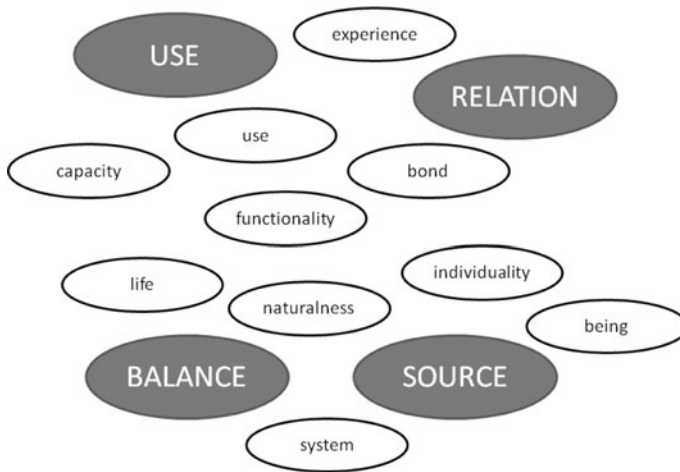 experience
USE
RELATION
use
capacity
bond
functionality
individuality
life
naturalness
being
BALANCE
SOURCE
system